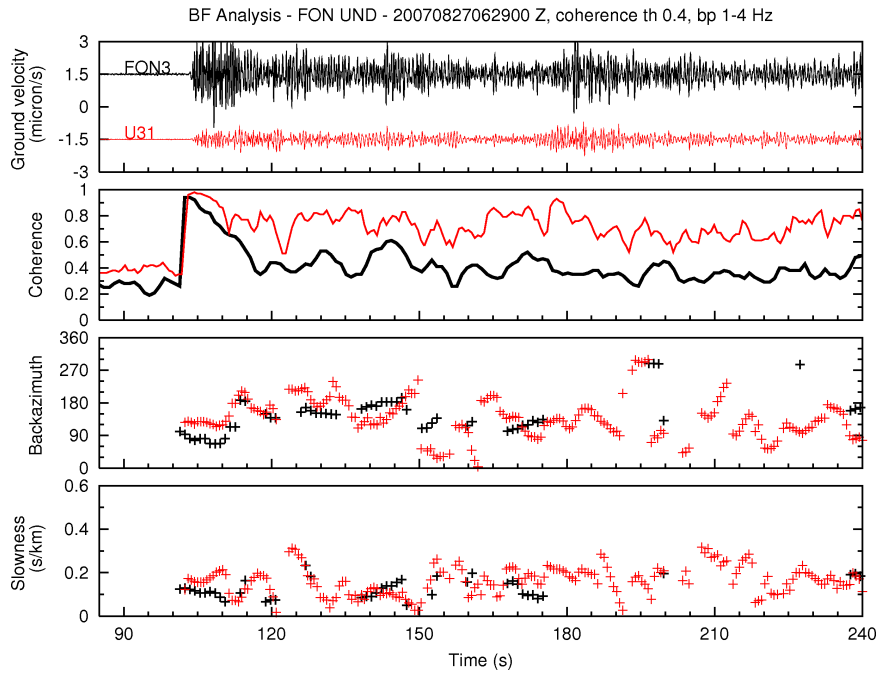 BF Analysis - FON UND - 20070827062900 Z, coherence th 0.4, bp 1-4 Hz
Ground velocity
(micron/s)
3
1.5
0
-1.5
-3
FON3
U31
Coherence
1
0.8
0.6
0.4
0.2
0
Backazimuth
360
270
180
90
0
Slowness
(s/km)
0.6
0.4
0.2
0
90
120
150
180
210
240
Time (s)